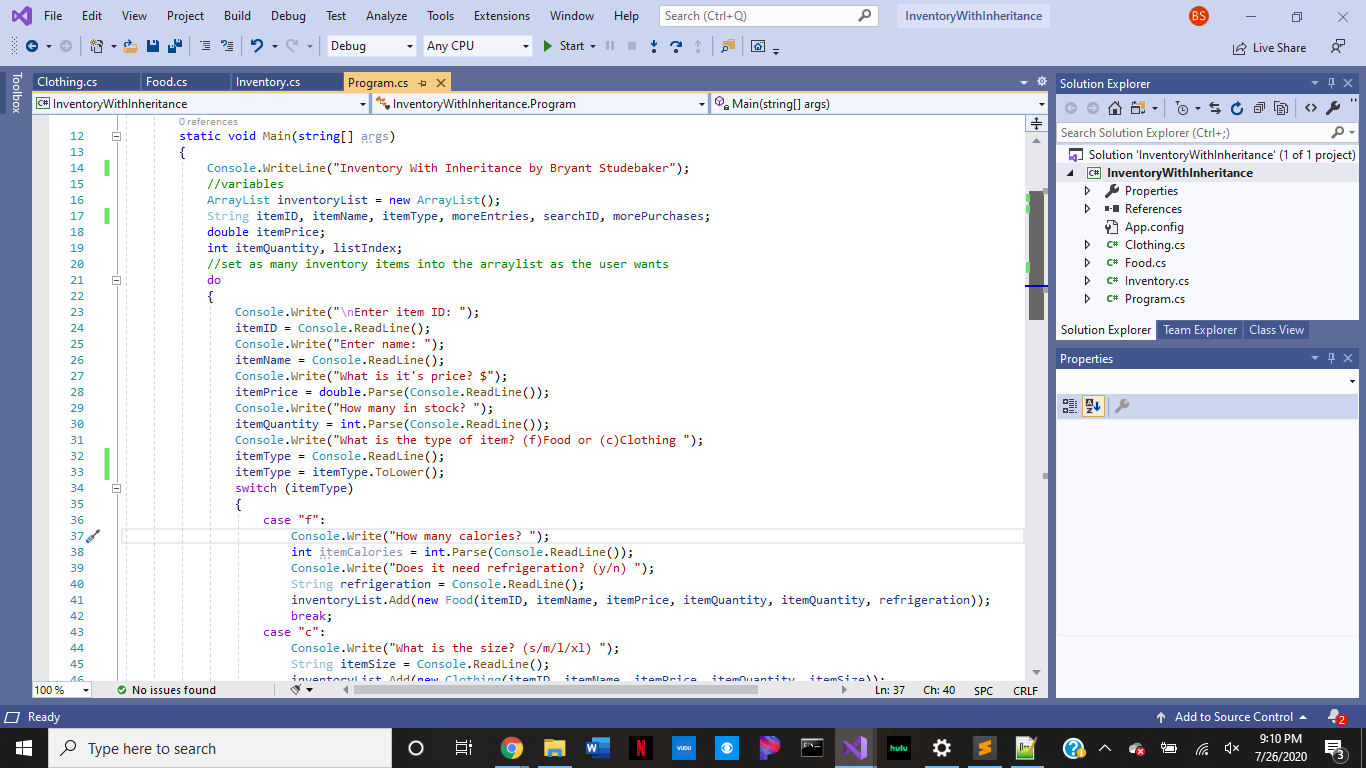 File Edit View Project Build Debug Test Analyze Tools Extensions Window Help Search (Ctrl+Q) InventoryWithInheritance BS
Debug Any CPU Start Live Share
Toolbox
Clothing.cs Food.cs Inventory.cs Program.cs
C# InventoryWithInheritance InventoryWithInheritance.Program Main(string[] args)
0 references
12 static void Main(string[] args)
13 {
14 Console.WriteLine("Inventory With Inheritance by Bryant Studebaker");
15 //variables
16 ArrayList inventoryList = new ArrayList();
17 String itemID, itemName, itemType, moreEntries, searchID, morePurchases;
18 double itemPrice;
19 int itemQuantity, listIndex;
20 //set as many inventory items into the arraylist as the user wants
21 do
22 {
23 Console.Write("\nEnter item ID: ");
24 itemID = Console.ReadLine();
25 Console.Write("Enter name: ");
26 itemName = Console.ReadLine();
27 Console.Write("What is it's price? $");
28 itemPrice = double.Parse(Console.ReadLine());
29 Console.Write("How many in stock? ");
30 itemQuantity = int.Parse(Console.ReadLine());
31 Console.Write("What is the type of item? (f)Food or (c)Clothing ");
32 itemType = Console.ReadLine();
33 itemType = itemType.ToLower();
34 switch (itemType)
35 {
36 case "f":
37 Console.Write("How many calories? ");
38 int itemCalories = int.Parse(Console.ReadLine());
39 Console.Write("Does it need refrigeration? (y/n) ");
40 String refrigeration = Console.ReadLine();
41 inventoryList.Add(new Food(itemID, itemName, itemPrice, itemQuantity, itemQuantity, refrigeration));
42 break;
43 case "c":
44 Console.Write("What is the size? (s/m/l/xl) ");
45 String itemSize = Console.ReadLine();
46 inventoryList.Add(new Clothing(itemID, itemName, itemPrice, itemQuantity, itemSize));
100 % No issues found Ln: 37 Ch: 40 SPC CRLF
Solution Explorer
Search Solution Explorer (Ctrl+;)
Solution 'InventoryWithInheritance' (1 of 1 project)
C# InventoryWithInheritance
Properties
References
App.config
C# Clothing.cs
C# Food.cs
C# Inventory.cs
C# Program.cs
Solution Explorer Team Explorer Class View
Properties
Ready Add to Source Control 2
Type here to search
VUDU
hulu
9:10 PM
7/26/2020
3